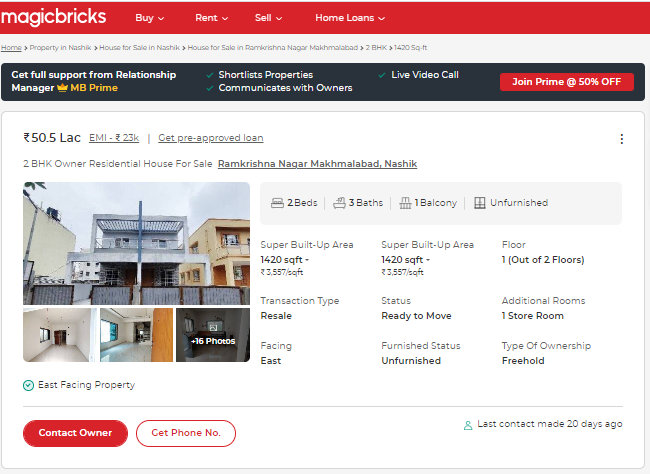 magicbricks
Buy Rent Sell Home Loans
Home > Property in Nashik > House for Sale in Nashik > House for Sale in Ramkrishna Nagar Makhmalabad > 2 BHK > 1420 Sq-ft
Get full support from Relationship
Manager MB Prime
Shortlists Properties
Communicates with Owners
Live Video Call
Join Prime @ 50% OFF
₹50.5 Lac EMI - ₹ 23k | Get pre-approved loan
2 BHK Owner Residential House For Sale Ramkrishna Nagar Makhmalabad, Nashik
2 Beds 3 Baths 1 Balcony Unfurnished
Super Built-Up Area
1420 sqft
₹3,557/sqft
Super Built-Up Area
1420 sqft
₹3,557/sqft
Floor
1 (Out of 2 Floors)
Transaction Type
Resale
Status
Ready to Move
Additional Rooms
1 Store Room
Facing
East
Furnished Status
Unfurnished
Type Of Ownership
Freehold
+16 Photos
East Facing Property
Contact Owner
Get Phone No.
Last contact made 20 days ago